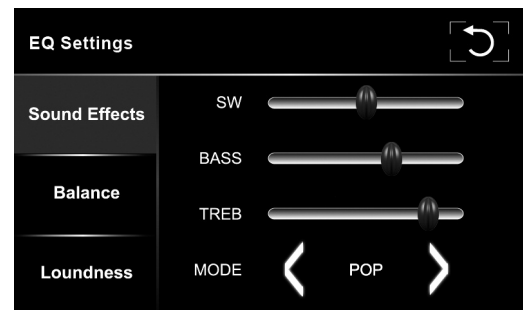 EQ Settings
Sound Effects
Balance
Loundness
SW
BASS
TREB
MODE POP